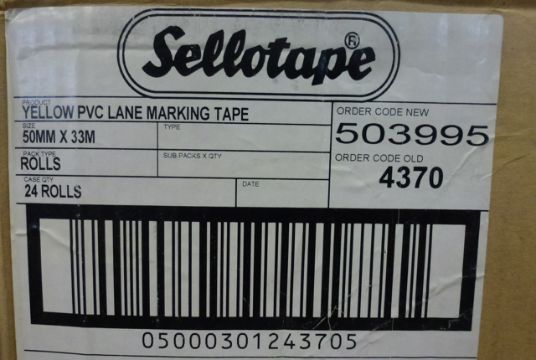 Sellotape®
PRODUCT
YELLOW PVC LANE MARKING TAPE
SIZE
50MM X 33M
TYPE
PACK TYPE
ROLLS
SUB.PACKS X QTY
CASE QTY
24 ROLLS
DATE
ORDER CODE NEW
503995
ORDER CODE OLD
4370
05000301243705